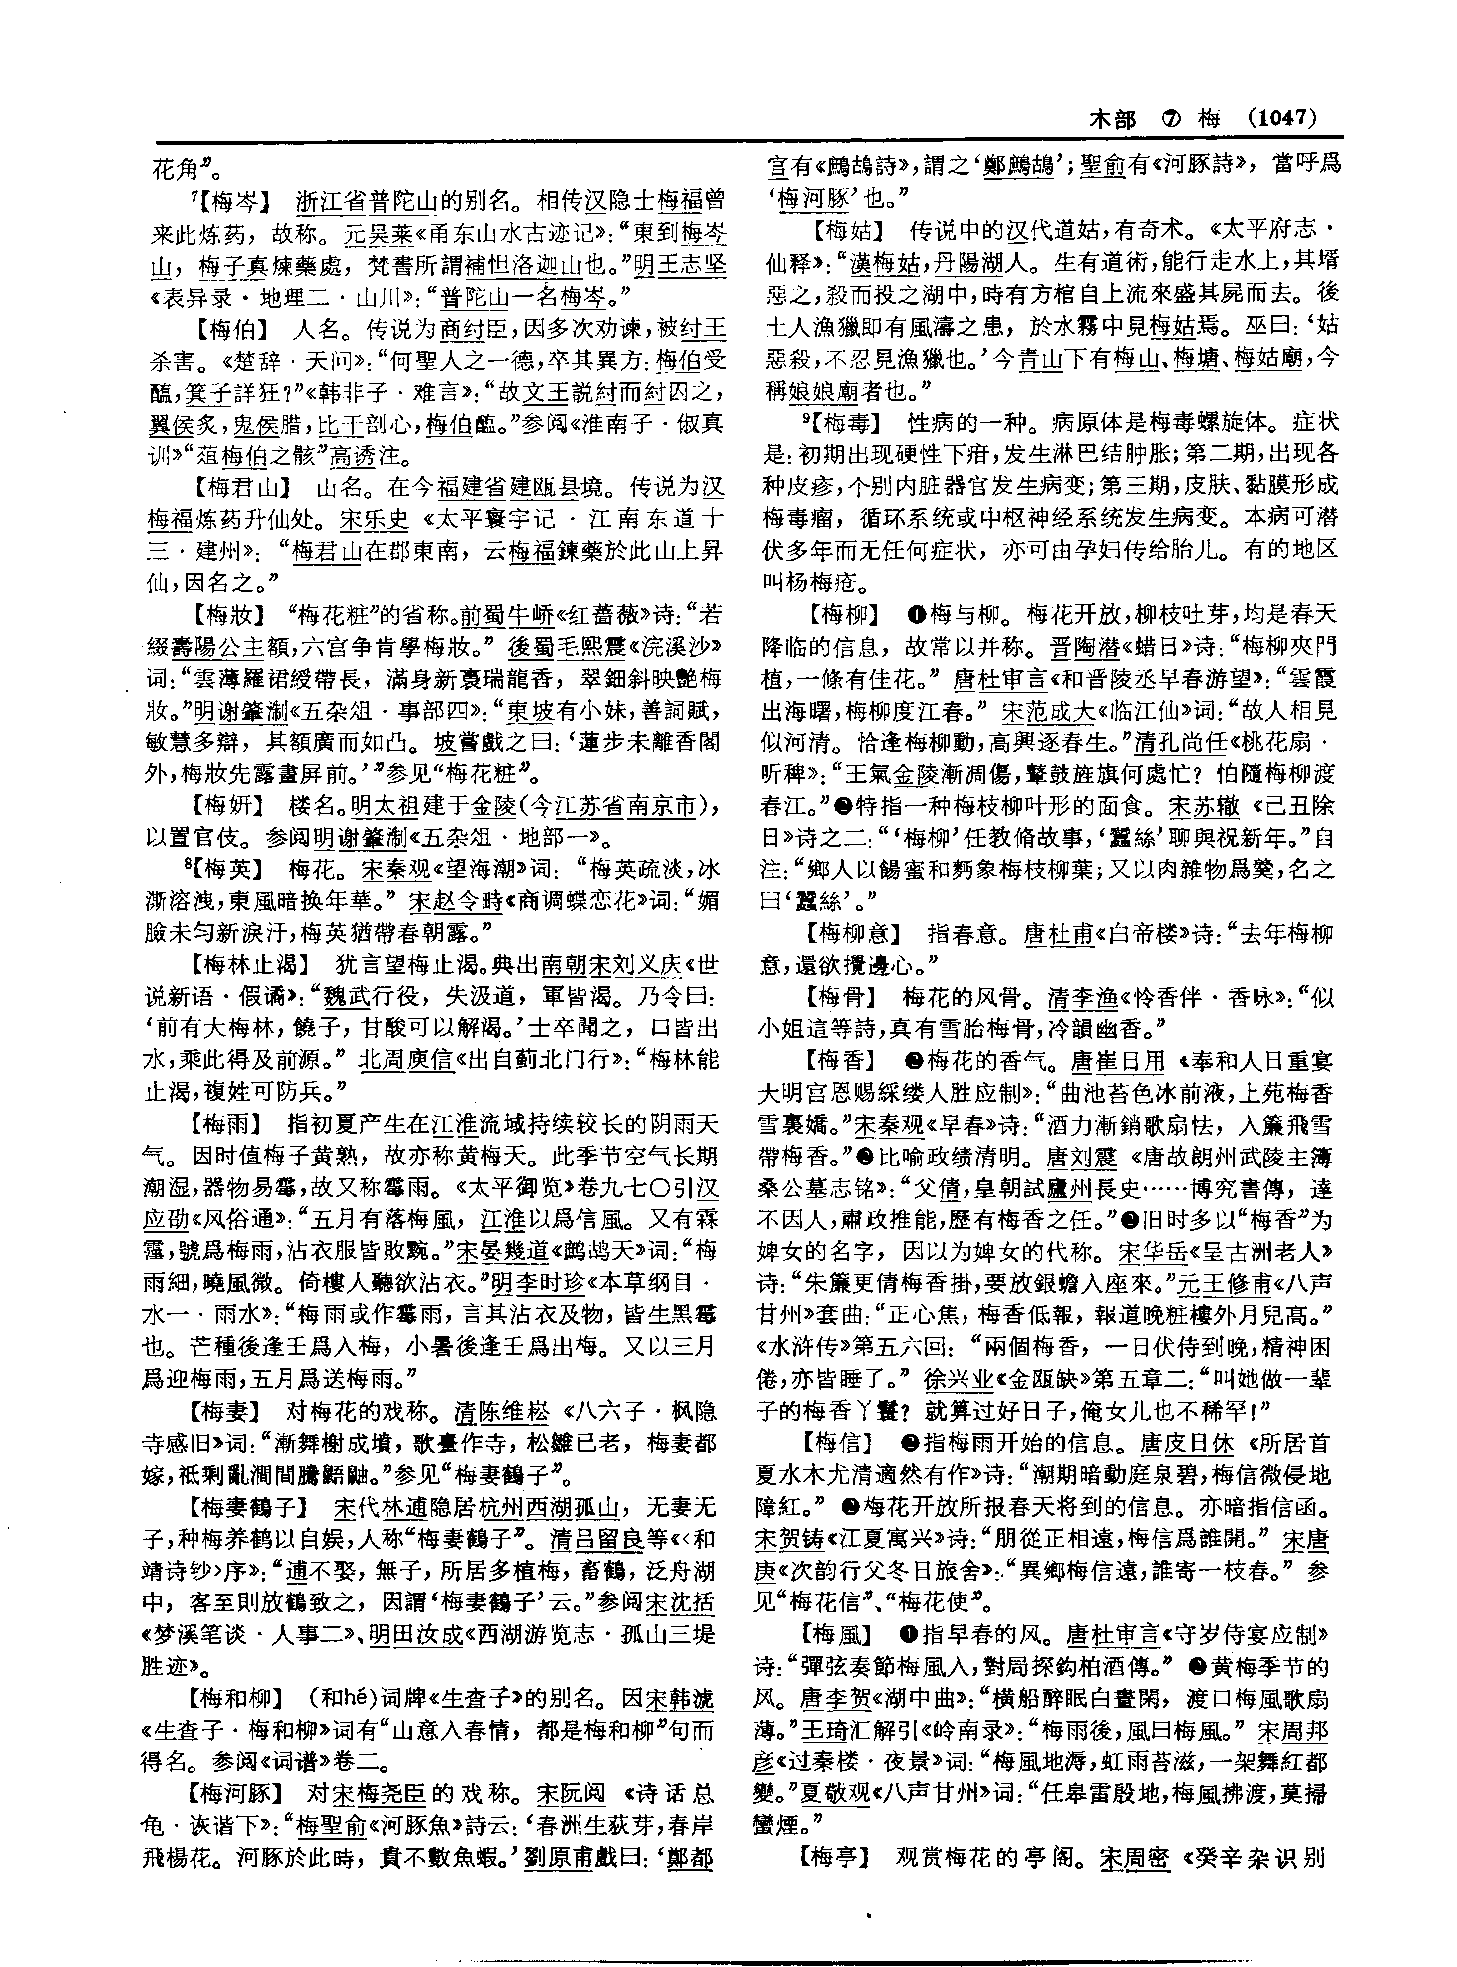 木部 ⑦ 梅 (1047)
花角”。
⁷【梅岑】 浙江省普陀山的别名。相传汉隐士梅福曾
来此炼药，故称。元吴莱《甬东山水古迹记》：“東到梅岑
山，梅子真煉藥處，梵書所謂補怛洛迦山也。”明王志坚
《表异录·地理二·山川》：“普陀山一名梅岑。”
【梅伯】 人名。传说为商纣臣，因多次劝谏，被纣王
杀害。《楚辞·天问》：“何聖人之一德，卒其異方：梅伯受
醢，箕子詳狂？”《韩非子·难言》：“故文王説紂而紂囚之，
翼侯炙，鬼侯腊，比干剖心，梅伯醢。”参阅《淮南子·俶真
训》“菹梅伯之骸”高诱注。
【梅君山】 山名。在今福建省建瓯县境。传说为汉
梅福炼药升仙处。宋乐史《太平寰宇记·江南东道十
三·建州》：“梅君山在郡東南，云梅福鍊藥於此山上昇
仙，因名之。”
【梅妝】 “梅花粧”的省称。前蜀牛峤《红蔷薇》诗：“若
綴壽陽公主額，六宫争肯學梅妝。”後蜀毛熙震《浣溪沙》
词：“雲薄羅裙綬帶長，滿身新裛瑞龍香，翠鈿斜映艷梅
妝。”明谢肇淛《五杂俎·事部四》：“東坡有小妹，善詞賦，
敏慧多辯，其額廣而如凸。坡嘗戲之曰：‘蓮步未離香閣
外，梅妝先露畫屏前。’”参见“梅花粧”。
【梅妍】 楼名。明太祖建于金陵（今江苏省南京市），
以置官伎。参阅明谢肇淛《五杂俎·地部一》。
⁸【梅英】 梅花。宋秦观《望海潮》词：“梅英疏淡，冰
澌溶洩，東風暗换年華。”宋赵令畤《商调蝶恋花》词：“媚
臉未匀新淚汙，梅英猶帶春朝露。”
【梅林止渴】 犹言望梅止渴。典出南朝宋刘义庆《世
说新语·假谲》：“魏武行役，失汲道，軍皆渴。乃令曰：
‘前有大梅林，饒子，甘酸可以解渴。’士卒聞之，口皆出
水，乘此得及前源。”北周庾信《出自蓟北门行》：“梅林能
止渴，複姓可防兵。”
【梅雨】 指初夏产生在江淮流域持续较长的阴雨天
气。因时值梅子黄熟，故亦称黄梅天。此季节空气长期
潮湿，器物易霉，故又称霉雨。《太平御览》卷九七〇引汉
应劭《风俗通》：“五月有落梅風，江淮以爲信風。又有霖
霪，號爲梅雨，沾衣服皆敗黦。”宋晏幾道《鹧鸪天》词：“梅
雨細，曉風微。倚樓人聽欲沾衣。”明李时珍《本草纲目·
水一·雨水》：“梅雨或作霉雨，言其沾衣及物，皆生黑霉
也。芒種後逢壬爲入梅，小暑後逢壬爲出梅。又以三月
爲迎梅雨，五月爲送梅雨。”
【梅妻】 对梅花的戏称。清陈维崧《八六子·枫隐
寺感旧》词：“漸舞榭成墳，歌臺作寺，松雛已老，梅妻都
嫁，祗剩亂澗間騰鼯鼬。”参见“梅妻鶴子”。
【梅妻鶴子】 宋代林逋隐居杭州西湖孤山，无妻无
子，种梅养鹤以自娱，人称“梅妻鶴子”。清吕留良等《〈和
靖诗钞〉序》：“逋不娶，無子，所居多植梅，畜鶴，泛舟湖
中，客至則放鶴致之，因謂‘梅妻鶴子’云。”参阅宋沈括
《梦溪笔谈·人事二》、明田汝成《西湖游览志·孤山三堤
胜迹》。
【梅和柳】 （和hé）词牌《生查子》的别名。因宋韩淲
《生查子·梅和柳》词有“山意入春情，都是梅和柳”句而
得名。参阅《词谱》卷二。
【梅河豚】 对宋梅尧臣的戏称。宋阮阅《诗话总
龟·诙谐下》：“梅聖俞《河豚魚》詩云：‘春洲生荻芽，春岸
飛楊花。河豚於此時，貴不數魚蝦。’劉原甫戲曰：‘鄭都
官有《鷓鴣詩》，謂之‘鄭鷓鴣’；聖俞有《河豚詩》，當呼爲
‘梅河豚’也。”
【梅姑】 传说中的汉代道姑，有奇术。《太平府志·
仙释》：“漢梅姑，丹陽湖人。生有道術，能行走水上，其壻
惡之，殺而投之湖中，時有方棺自上流來盛其屍而去。後
土人漁獵即有風濤之患，於水霧中見梅姑焉。巫曰：‘姑
惡殺，不忍見漁獵也。’今青山下有梅山、梅塘、梅姑廟，今
稱娘娘廟者也。”
⁹【梅毒】 性病的一种。病原体是梅毒螺旋体。症状
是：初期出现硬性下疳，发生淋巴结肿胀；第二期，出现各
种皮疹，个别内脏器官发生病变；第三期，皮肤、黏膜形成
梅毒瘤，循环系统或中枢神经系统发生病变。本病可潜
伏多年而无任何症状，亦可由孕妇传给胎儿。有的地区
叫杨梅疮。
【梅柳】 ❶梅与柳。梅花开放，柳枝吐芽，均是春天
降临的信息，故常以并称。晋陶潜《蜡日》诗：“梅柳夾門
植，一條有佳花。”唐杜审言《和晋陵丞早春游望》：“雲霞
出海曙，梅柳度江春。”宋范成大《临江仙》词：“故人相見
似河清。恰逢梅柳動，高興逐春生。”清孔尚任《桃花扇·
听稗》：“王氣金陵漸凋傷，鼙鼓旌旗何處忙？怕隨梅柳渡
春江。”❷特指一种梅枝柳叶形的面食。宋苏辙《己丑除
日》诗之二：“‘梅柳’任教脩故事，‘蠶絲’聊與祝新年。”自
注：“鄉人以餳蜜和麪象梅枝柳葉；又以肉雜物爲羹，名之
曰‘蠶絲’。”
【梅柳意】 指春意。唐杜甫《白帝楼》诗：“去年梅柳
意，還欲攪邊心。”
【梅骨】 梅花的风骨。清李渔《怜香伴·香咏》：“似
小姐這等詩，真有雪胎梅骨，冷韻幽香。”
【梅香】 ❶梅花的香气。唐崔日用《奉和人日重宴
大明宫恩赐綵缕人胜应制》：“曲池苔色冰前液，上苑梅香
雪裏嬌。”宋秦观《早春》诗：“酒力漸銷歌扇怯，入簾飛雪
帶梅香。”❷比喻政绩清明。唐刘霞《唐故朗州武陵主簿
桑公墓志铭》：“父倩，皇朝試廬州長史……博究書傳，達
不因人，肅政推能，歷有梅香之任。”❸旧时多以“梅香”为
婢女的名字，因以为婢女的代称。宋华岳《呈古洲老人》
诗：“朱簾更倩梅香掛，要放銀蟾入座來。”元王修甫《八声
甘州》套曲：“正心焦，梅香低報，報道晚粧樓外月兒高。”
《水浒传》第五六回：“兩個梅香，一日伏侍到晚，精神困
倦，亦皆睡了。”徐兴业《金瓯缺》第五章二：“叫她做一辈
子的梅香丫鬟？就算过好日子，俺女儿也不稀罕！”
【梅信】 ❶指梅雨开始的信息。唐皮日休《所居首
夏水木尤清適然有作》诗：“潮期暗動庭泉碧，梅信微侵地
障紅。”❷梅花开放所报春天将到的信息。亦暗指信函。
宋贺铸《江夏寓兴》诗：“朋從正相遠，梅信爲誰開。”宋唐
庚《次韵行父冬日旅舍》：“異鄉梅信遠，誰寄一枝春。”参
见“梅花信”、“梅花使”。
【梅風】 ❶指早春的风。唐杜审言《守岁侍宴应制》
诗：“彈弦奏節梅風入，對局探鈎柏酒傳。”❷黄梅季节的
风。唐李贺《湖中曲》：“横船醉眠白晝閑，渡口梅風歌扇
薄。”王琦汇解引《岭南录》：“梅雨後，風曰梅風。”宋周邦
彦《过秦楼·夜景》词：“梅風地溽，虹雨苔滋，一架舞紅都
變。”夏敬观《八声甘州》词：“任皋雷殷地，梅風拂渡，莫掃
蠻煙。”
【梅亭】 观赏梅花的亭阁。宋周密《癸辛杂识别